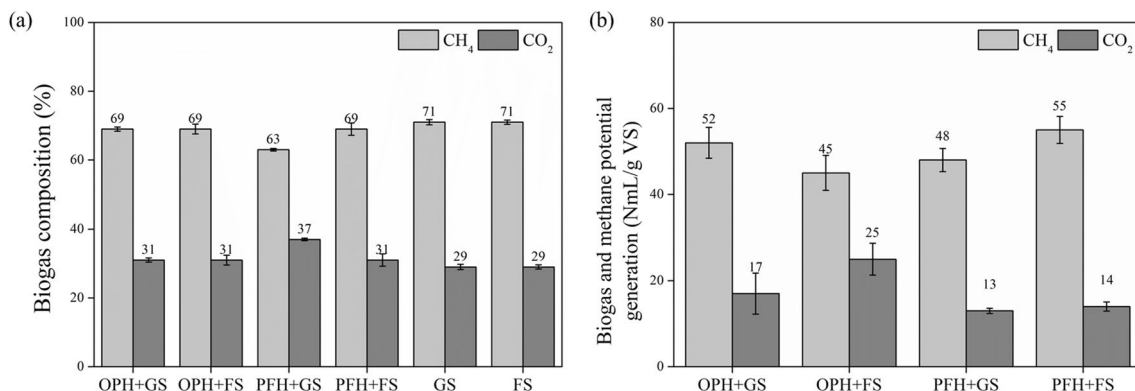 (a)
100
80
60
40
20
0
Biogas composition (%)
CH4 CO2
69 31 69 31 63 37 69 31 71 29 71 29
OPH+GS OPH+FS PFH+GS PFH+FS GS FS
(b)
80
60
40
20
0
Biogas and methane potential
generation (NmL/g VS)
CH4 CO2
52 17 45 25 48 13 55 14
OPH+GS OPH+FS PFH+GS PFH+FS